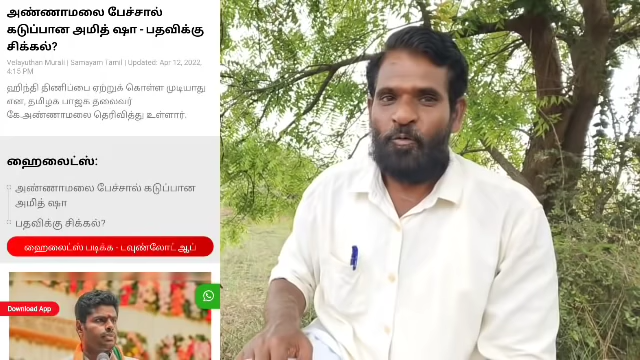 அண்ணாமலை பேச்சால்
கடுப்பான அமித் ஷா - பதவிக்கு
சிக்கல்?
Velayuthan Murali | Samayam Tamil | Updated: Apr 12, 2022,
4:15 PM
ஹிந்தி திணிப்பை ஏற்றுக் கொள்ள முடியாது
என, தமிழக பாஜக தலைவர்
கே.அண்ணாமலை தெரிவித்து உள்ளார்.
ஹைலைட்ஸ்:
அண்ணாமலை பேச்சால் கடுப்பான
அமித் ஷா
பதவிக்கு சிக்கல்?
ஹைலைட்ஸ் படிக்க - டவுண்லோட் ஆப்
Download App